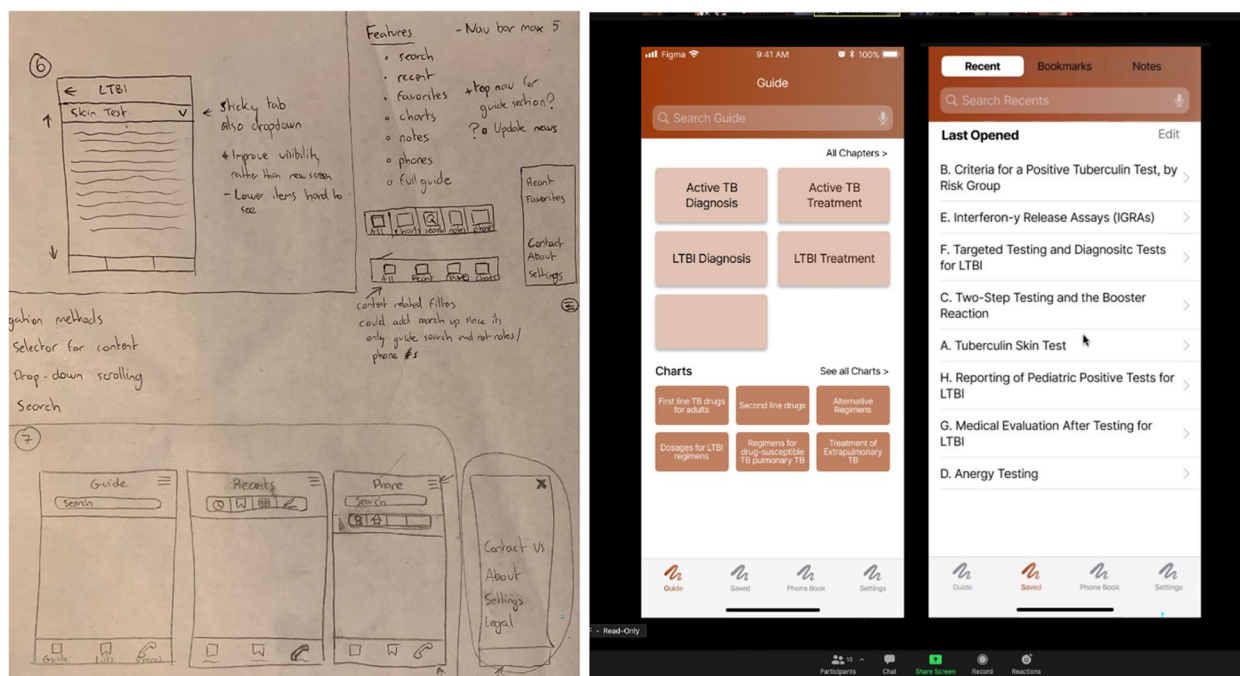 Features
- Nav bar max 5
• search
• recent
• favorites
• charts
• notes
• phones
• full guide
+ top nav for
guide section?
? • Update news
6
← LTBI
Skin Test
← Sticky tab
also dropdown
+ Improve visibility
rather than new screen
- Lower items hard to
see
All charts search notes phone
All Recent Charts
Recent
Favorites
Contact
About
Settings
content related filters
could add search up since its
only guide search and not notes/
phone #s
gation methods
Selector for content
Drop-down scrolling
Search
7
Guide
Search
Guide
Recents
Phone
Search
x
Contact Us
About
Settings
Legal
Figma 9:41 AM 100%
Guide
Search Guide
All Chapters >
Active TB
Diagnosis
Active TB
Treatment
LTBI Diagnosis
LTBI Treatment
Charts
See all Charts >
First line TB drugs
for adults
Second line drugs
Alternative
Regimens
Dosages for LTBI
regimens
Regimens for
drug-susceptible
TB pulmonary TB
Treatment of
Extrapulmonary
TB
Guide Saved Phone Book Settings
Recent Bookmarks Notes
Search Recents
Last Opened Edit
B. Criteria for a Positive Tuberculin Test, by
Risk Group
E. Interferon-y Release Assays (IGRAs)
F. Targeted Testing and Diagnositc Tests
for LTBI
C. Two-Step Testing and the Booster
Reaction
A. Tuberculin Skin Test
H. Reporting of Pediatric Positive Tests for
LTBI
G. Medical Evaluation After Testing for
LTBI
D. Anergy Testing
Guide Saved Phone Book Settings
- Read-Only
10
Participants Chat Share Screen Record Reactions